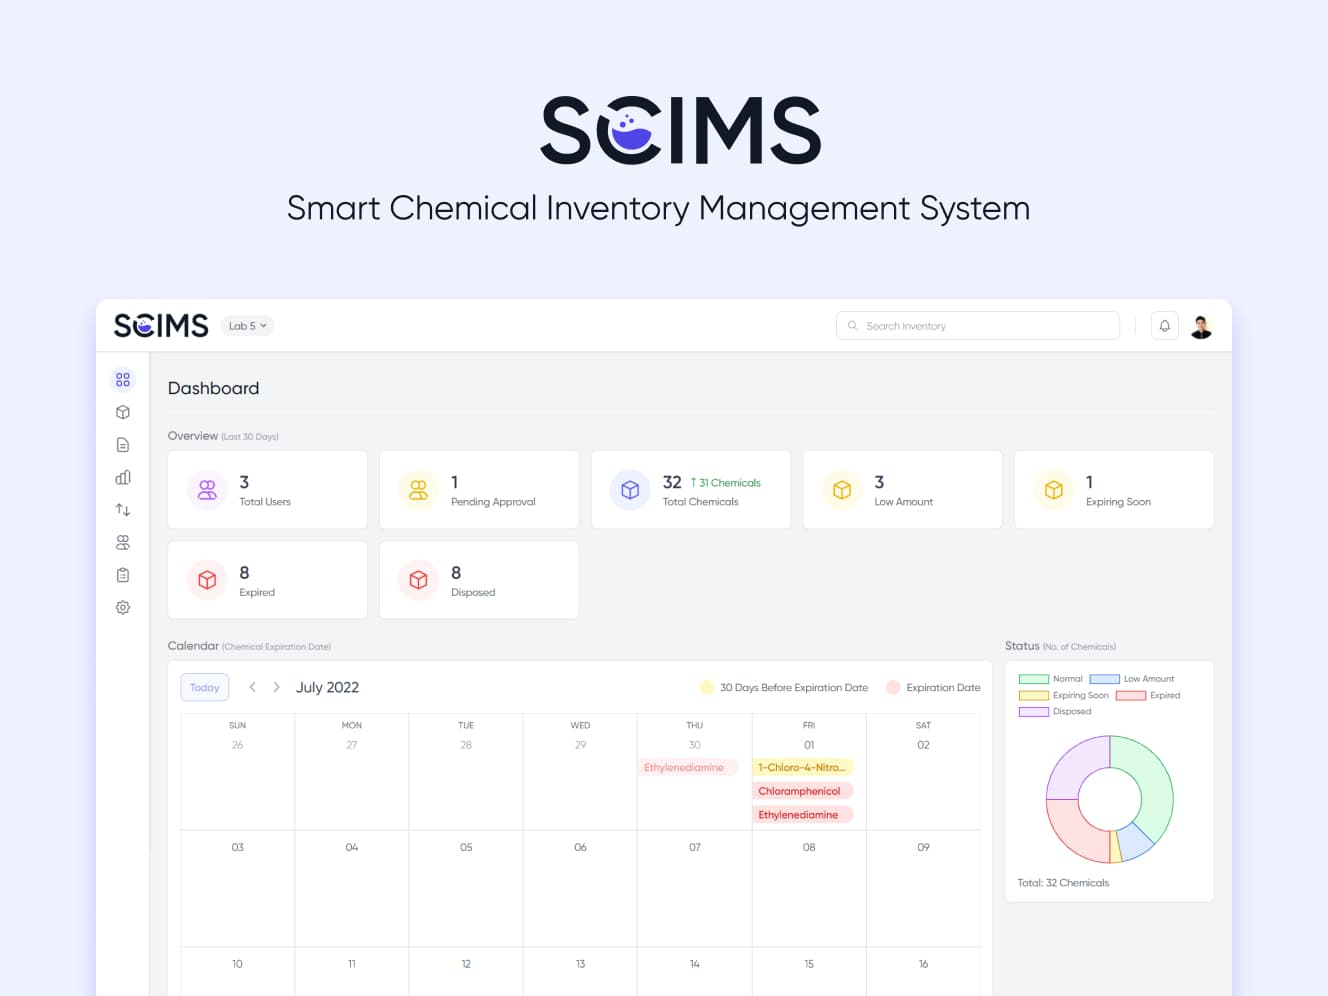 SCIMS
Smart Chemical Inventory Management System
SCIMS
Lab 5
Search Inventory
Dashboard
Overview (Last 30 Days)
3
Total Users
1
Pending Approval
32 ↑ 31 Chemicals
Total Chemicals
3
Low Amount
1
Expiring Soon
8
Expired
8
Disposed
Calendar (Chemical Expiration Date)
Today
July 2022
30 Days Before Expiration Date
Expiration Date
SUN MON TUE WED THU FRI SAT
26 27 28 29 30 01 02
Ethylenediamine
1-Chloro-4-Nitro...
Chloramphenicol
Ethylenediamine
03 04 05 06 07 08 09
10 11 12 13 14 15 16
Status (No. of Chemicals)
Normal Low Amount
Expiring Soon Expired
Disposed
Total: 32 Chemicals